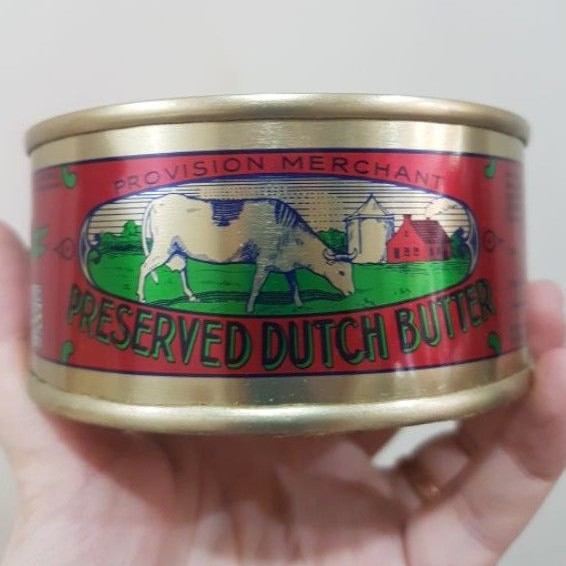 PROVISION MERCHANT
PRESERVED DUTCH BUTTER